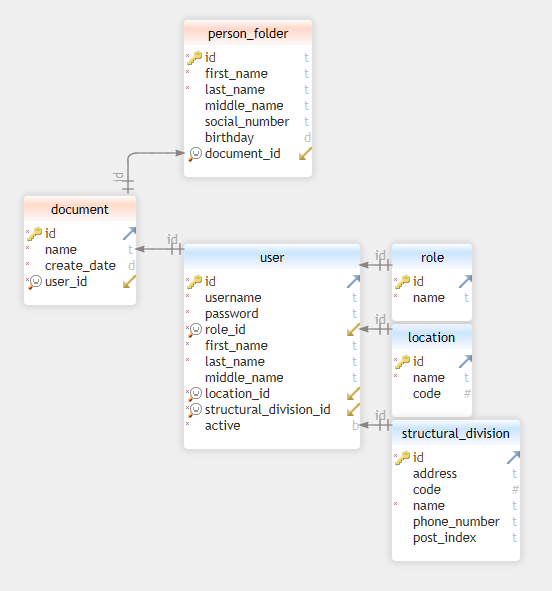 person_folder
id t
first_name t
last_name t
middle_name t
social_number t
birthday d
document_id
id
document
id
name t
create_date d
user_id
id
user
id
username t
password t
role_id
first_name t
last_name t
middle_name t
location_id
structural_division_id
active b
id
role
id
name t
id
location
id
name t
code #
id
structural_division
id
address t
code #
name t
phone_number t
post_index t